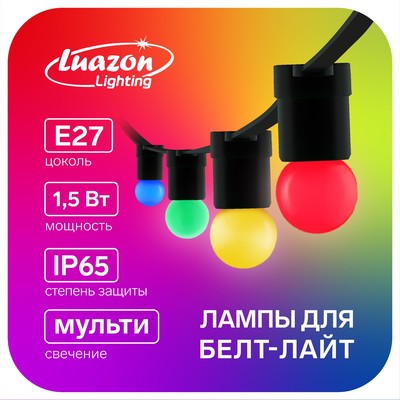 Luazon
Lighting
E27
цоколь
1,5 Вт
мощность
IP65
степень защиты
мульти
свечение
ЛАМПЫ ДЛЯ
БЕЛТ-ЛАЙТ